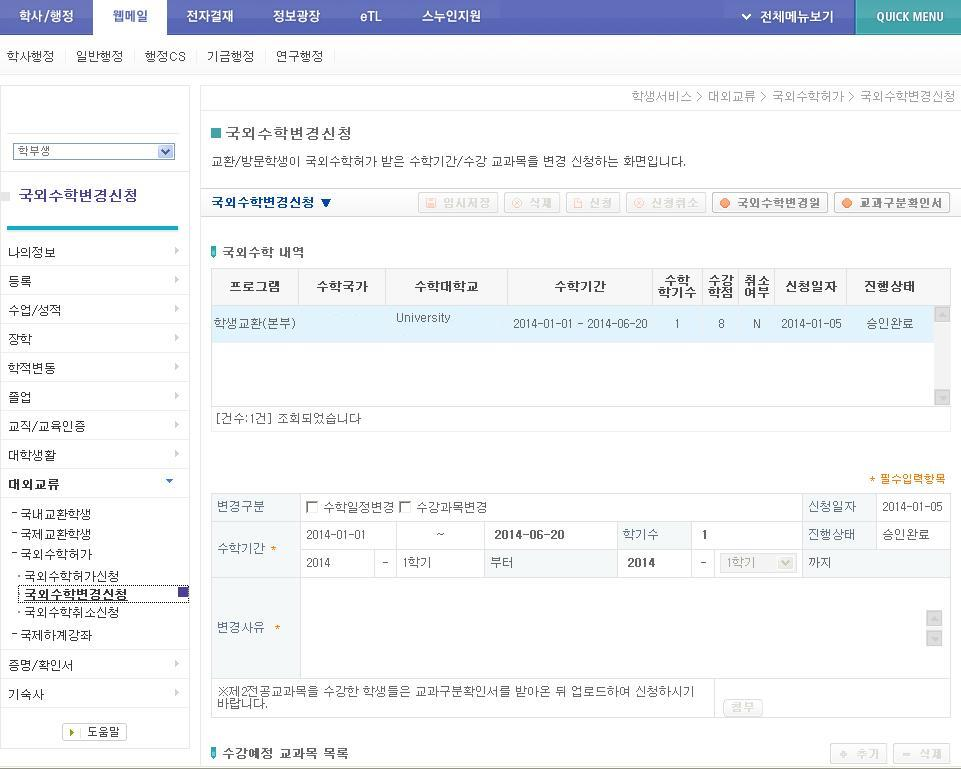 학사/행정 웹메일 전자결재 정보광장 eTL 스누인지원 전체메뉴보기 QUICK MENU
학사행정 일반행정 행정CS 기금행정 연구행정
학생서비스 > 대외교류 > 국외수학허가 > 국외수학변경신청
학부생
국외수학변경신청
나의정보
등록
수업/성적
장학
학적변동
졸업
교직/교육인증
대학생활
대외교류
국내교환학생
국제교환학생
국외수학허가
국외수학허가신청
국외수학변경신청
국외수학취소신청
국제하계강좌
증명/확인서
기숙사
도움말
국외수학변경신청
교환/방문학생이 국외수학허가 받은 수학기간/수강 교과목을 변경 신청하는 화면입니다.
국외수학변경신청 ▼ 임시저장 삭제 신청 신청취소 국외수학변경원 교과구분확인서
국외수학 내역
프로그램 수학국가 수학대학교 수학기간 수학 학기수 수강 학점 취소 여부 신청일자 진행상태
학생교환(본부) University 2014-01-01 - 2014-06-20 1 8 N 2014-01-05 승인완료
[건수:1건] 조회되었습니다
* 필수입력항목
변경구분 수학일정변경 수강과목변경 신청일자 2014-01-05
수학기간 * 2014-01-01 ~ 2014-06-20 학기수 1 진행상태 승인완료
2014 - 1학기 부터 2014 - 1학기 까지
변경사유 *
※제2전공교과목을 수강한 학생들은 교과구분확인서를 받아온 뒤 업로드하여 신청하시기
바랍니다.
첨부
수강예정 교과목 목록 추가 삭제